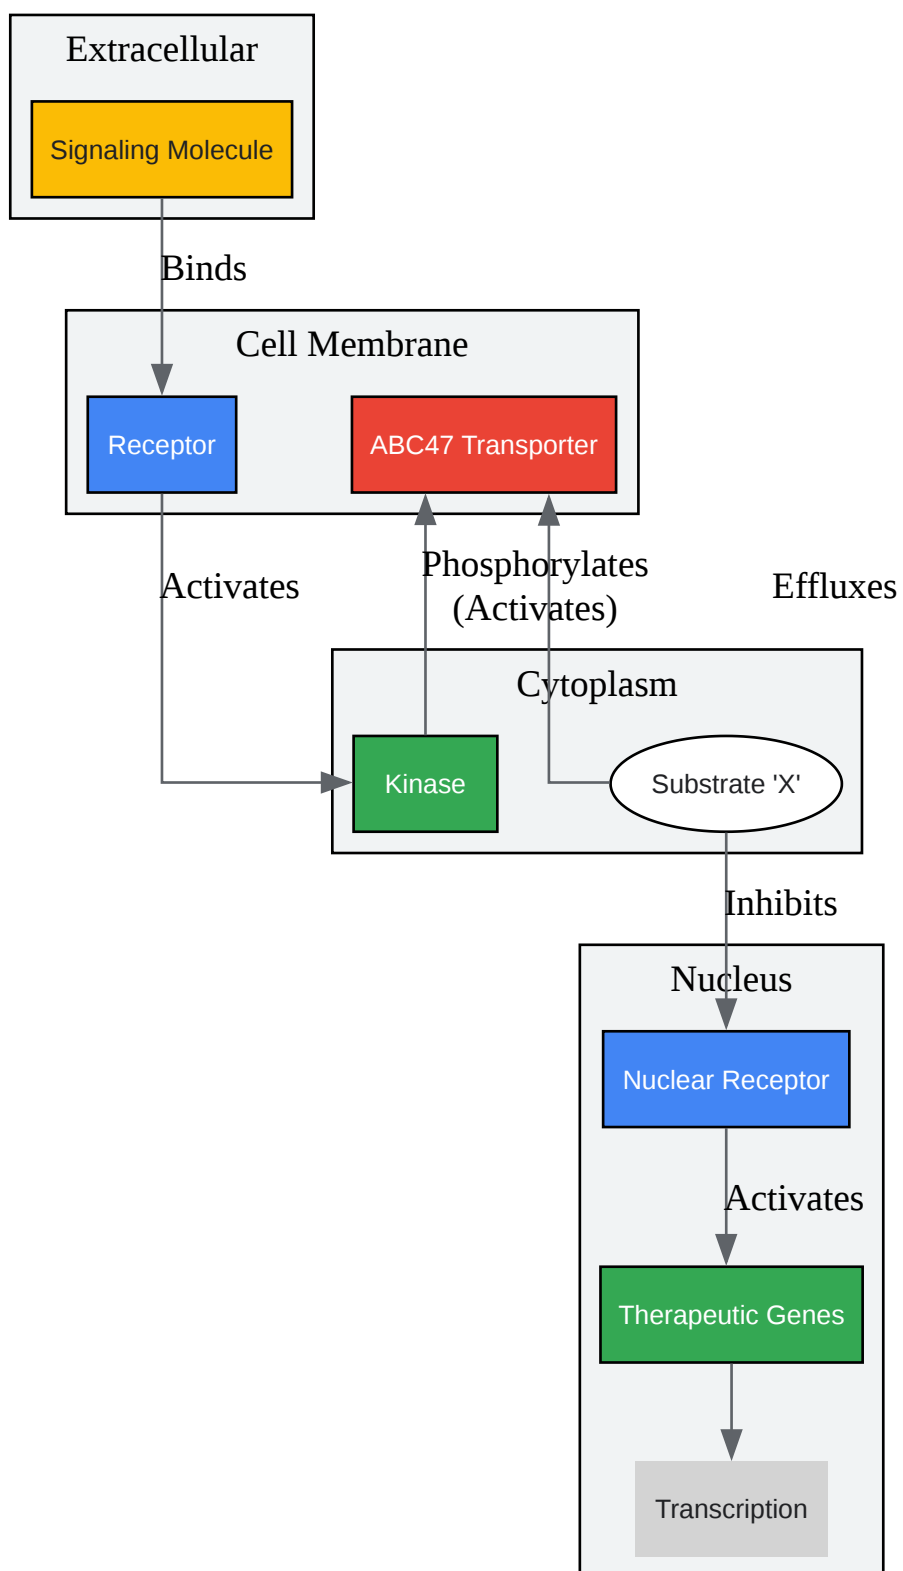 Extracellular
Signaling Molecule
Binds
Cell Membrane
Receptor
ABC47 Transporter
Activates
Phosphorylates
(Activates)
Effluxes
Cytoplasm
Kinase
Substrate 'X'
Inhibits
Nucleus
Nuclear Receptor
Activates
Therapeutic Genes
Transcription